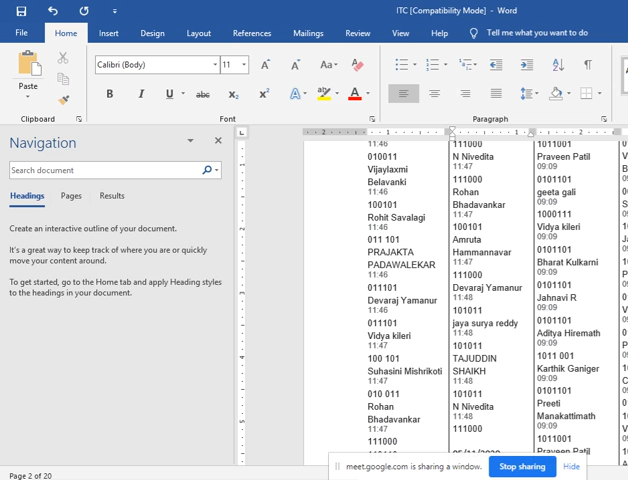 ITC [Compatibility Mode] - Word
File Home Insert Design Layout References Mailings Review View Help Tell me what you want to do
Paste
Clipboard
Calibri (Body) 11
Aa
B I U abc x2 x2 A A
Font
Paragraph
Navigation
Search document
Headings Pages Results
Create an interactive outline of your document.
It's a great way to keep track of where you are or quickly
move your content around.
To get started, go to the Home tab and apply Heading styles
to the headings in your document.
11:46
010011
Vijaylaxmi
Belavanki
11:46
100101
Rohit Savalagi
11:46
011 101
PRAJAKTA
PADAWALEKAR
11:46
011101
Devaraj Yamanur
11:46
011101
Vidya kileri
11:47
100 101
Suhasini Mishrikoti
11:47
010 011
Rohan
Bhadavankar
11:47
111000
111000
N Nivedita
11:47
111000
Rohan
Bhadavankar
11:47
100101
Amruta
Hammannavar
11:47
111000
Devaraj Yamanur
11:48
101011
jaya surya reddy
11:48
101011
TAJUDDIN
SHAIKH
11:48
101011
N Nivedita
11:48
111000
1011001
Praveen Patil
09:09
0101101
geeta gali
09:09
1000111
Vidya kileri
09:09
0101101
Bharat Kulkarni
09:09
0101101
Jahnavi R
09:09
0101101
Aditya Hiremath
09:09
1011 001
Karthik Ganiger
09:09
0101101
Preeti
Manakattimath
09:09
1011001
Praveen Patil
meet.google.com is sharing a window. Stop sharing Hide
Page 2 of 20